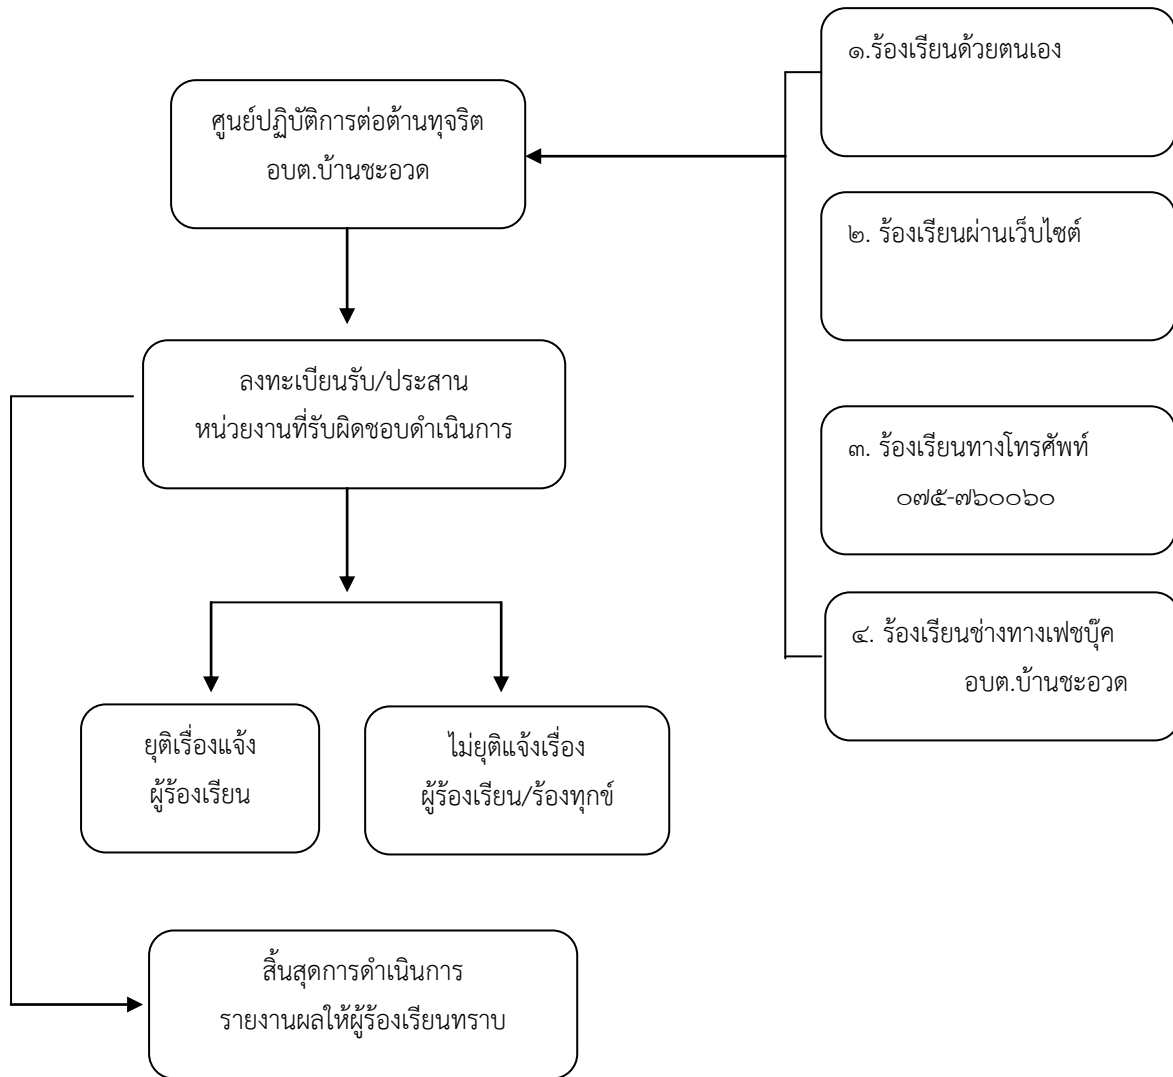 ๑.ร้องเรียนด้วยตนเอง
ศูนย์ปฏิบัติการต่อต้านทุจริต
อบต.บ้านชะอวด
๒. ร้องเรียนผ่านเว็บไซต์
ลงทะเบียนรับ/ประสาน
หน่วยงานที่รับผิดชอบดำเนินการ
๓. ร้องเรียนทางโทรศัพท์
๐๗๕-๗๖๐๐๖๐
๔. ร้องเรียนช่างทางเฟชบุ๊ค
อบต.บ้านชะอวด
ยุติเรื่องแจ้ง
ผู้ร้องเรียน
ไม่ยุติแจ้งเรื่อง
ผู้ร้องเรียน/ร้องทุกข์
สิ้นสุดการดำเนินการ
รายงานผลให้ผู้ร้องเรียนทราบ